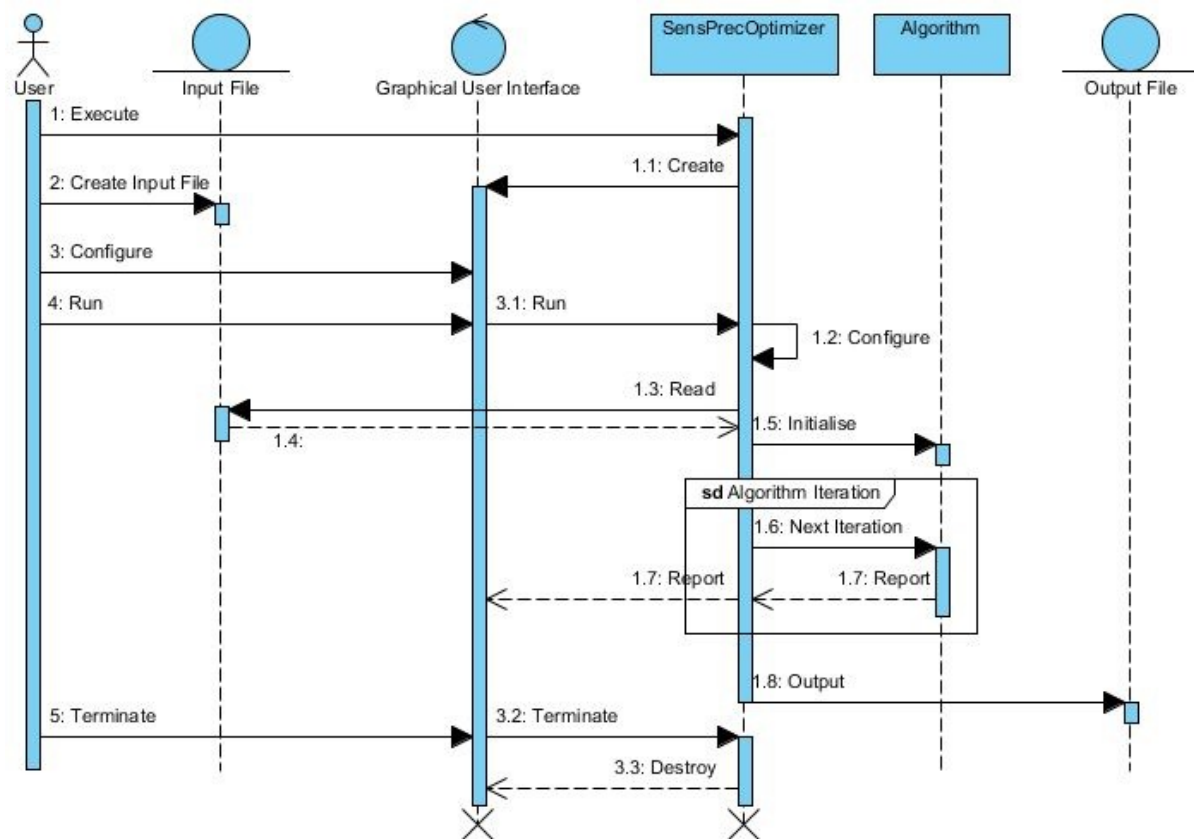 SensPrecOptimizer
Algorithm
User
Input File
Graphical User Interface
Output File
1: Execute
1.1: Create
2: Create Input File
3: Configure
4: Run
3.1: Run
1.2: Configure
1.3: Read
1.4:
1.5: Initialise
sd Algorithm Iteration
1.6: Next Iteration
1.7: Report
1.7: Report
1.8: Output
5: Terminate
3.2: Terminate
3.3: Destroy